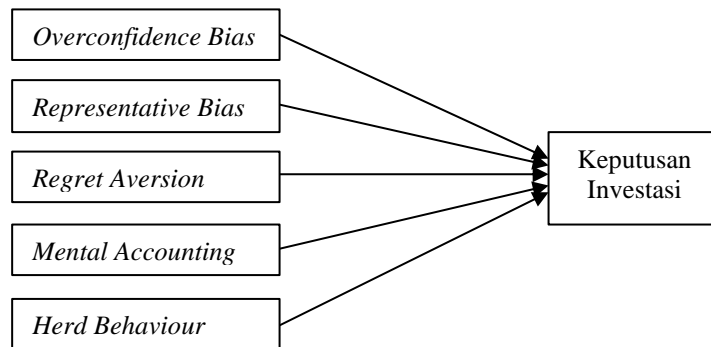 Overconfidence Bias
Representative Bias
Regret Aversion
Mental Accounting
Herd Behaviour
Keputusan
Investasi